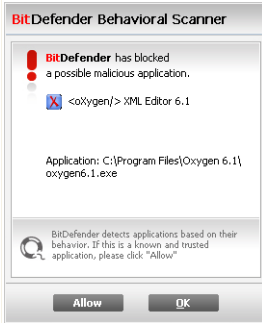 BitDefender Behavioral Scanner
BitDefender has blocked
a possible malicious application.
<oXygen/> XML Editor 6.1
Application: C:\Program Files\Oxygen 6.1\
oxygen6.1.exe
BitDefender detects applications based on their
behavior. If this is a known and trusted
application, please click "Allow"
Allow OK